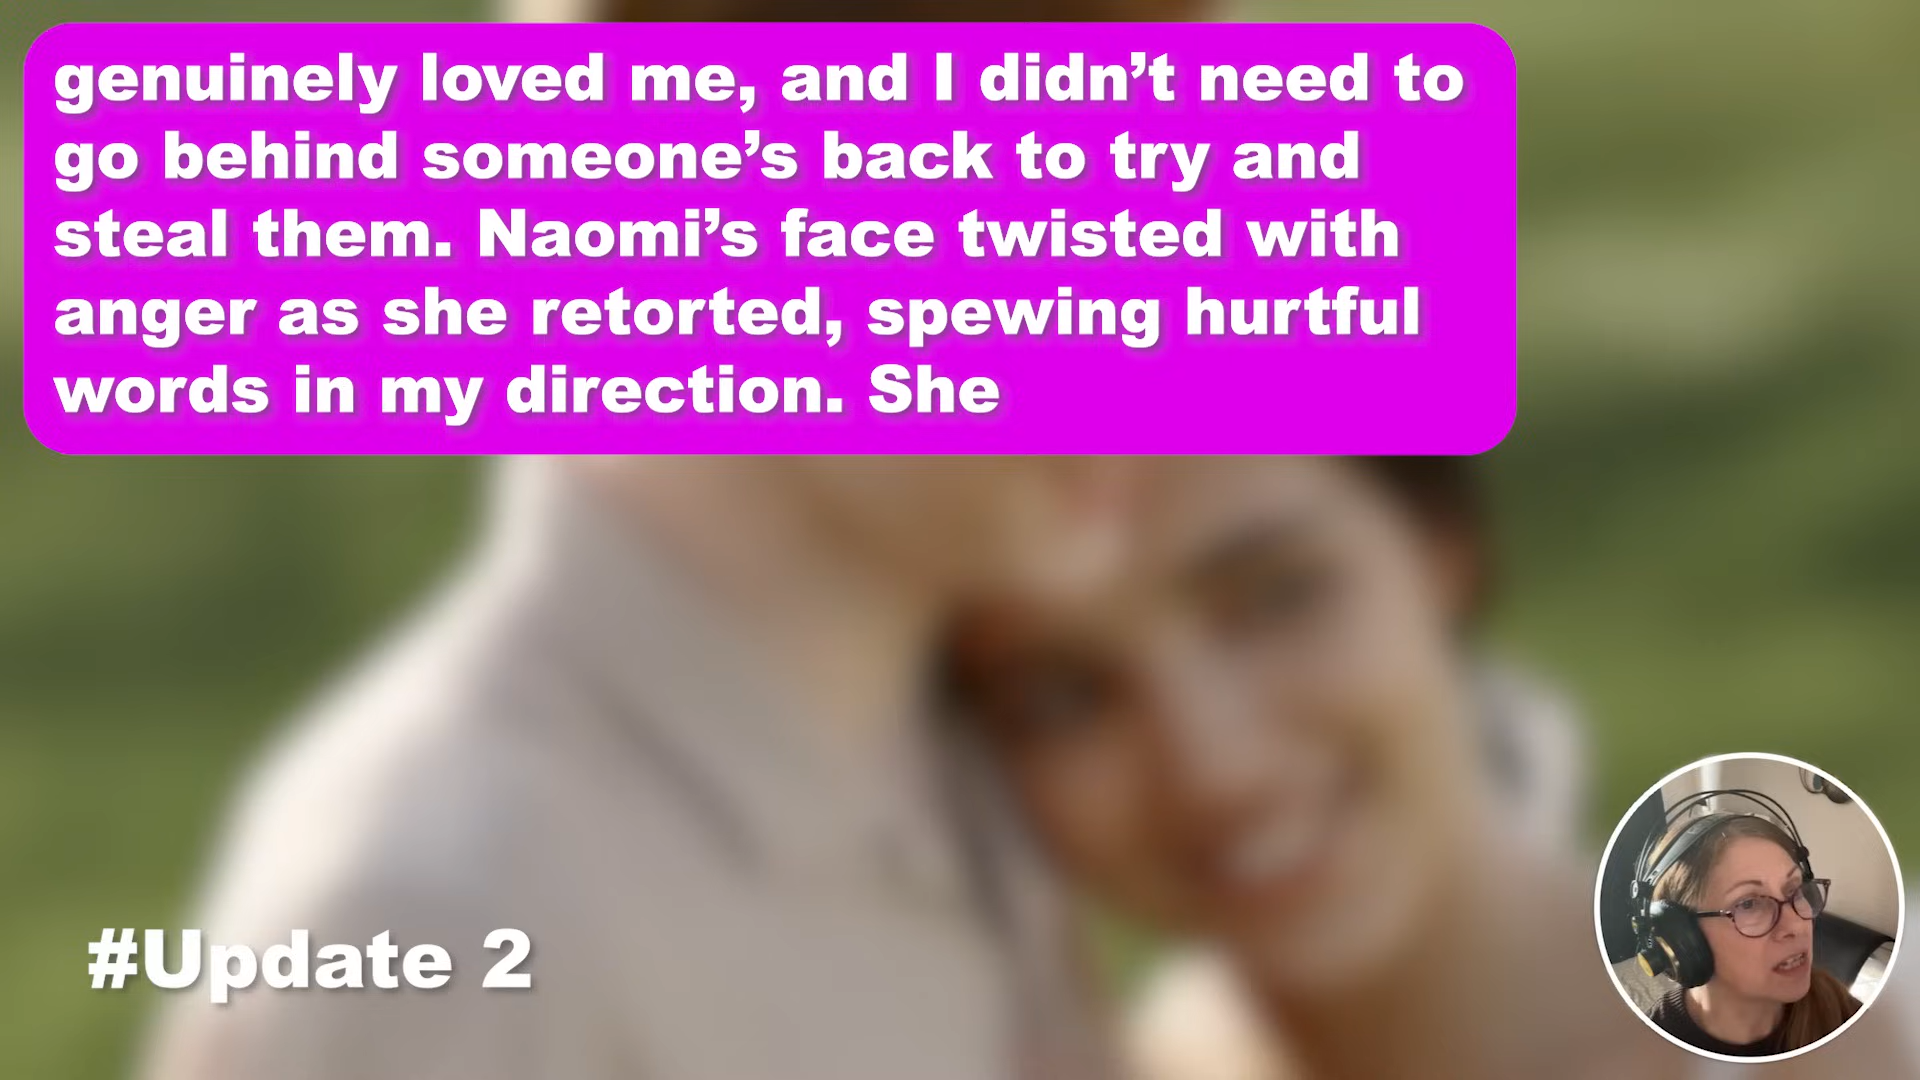 genuinely loved me, and I didn’t need to
go behind someone’s back to try and
steal them. Naomi’s face twisted with
anger as she retorted, spewing hurtful
words in my direction. She
#Update 2